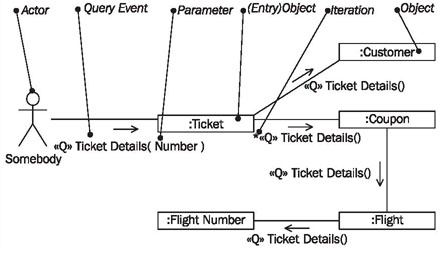 Actor
Query Event
Parameter
(Entry)Object
Iteration
Object
:Customer
«Q» Ticket Details()
:Ticket
:Coupon
Somebody
«Q» Ticket Details( Number )
*«Q» Ticket Details()
«Q» Ticket Details()
:Flight Number
:Flight
«Q» Ticket Details()